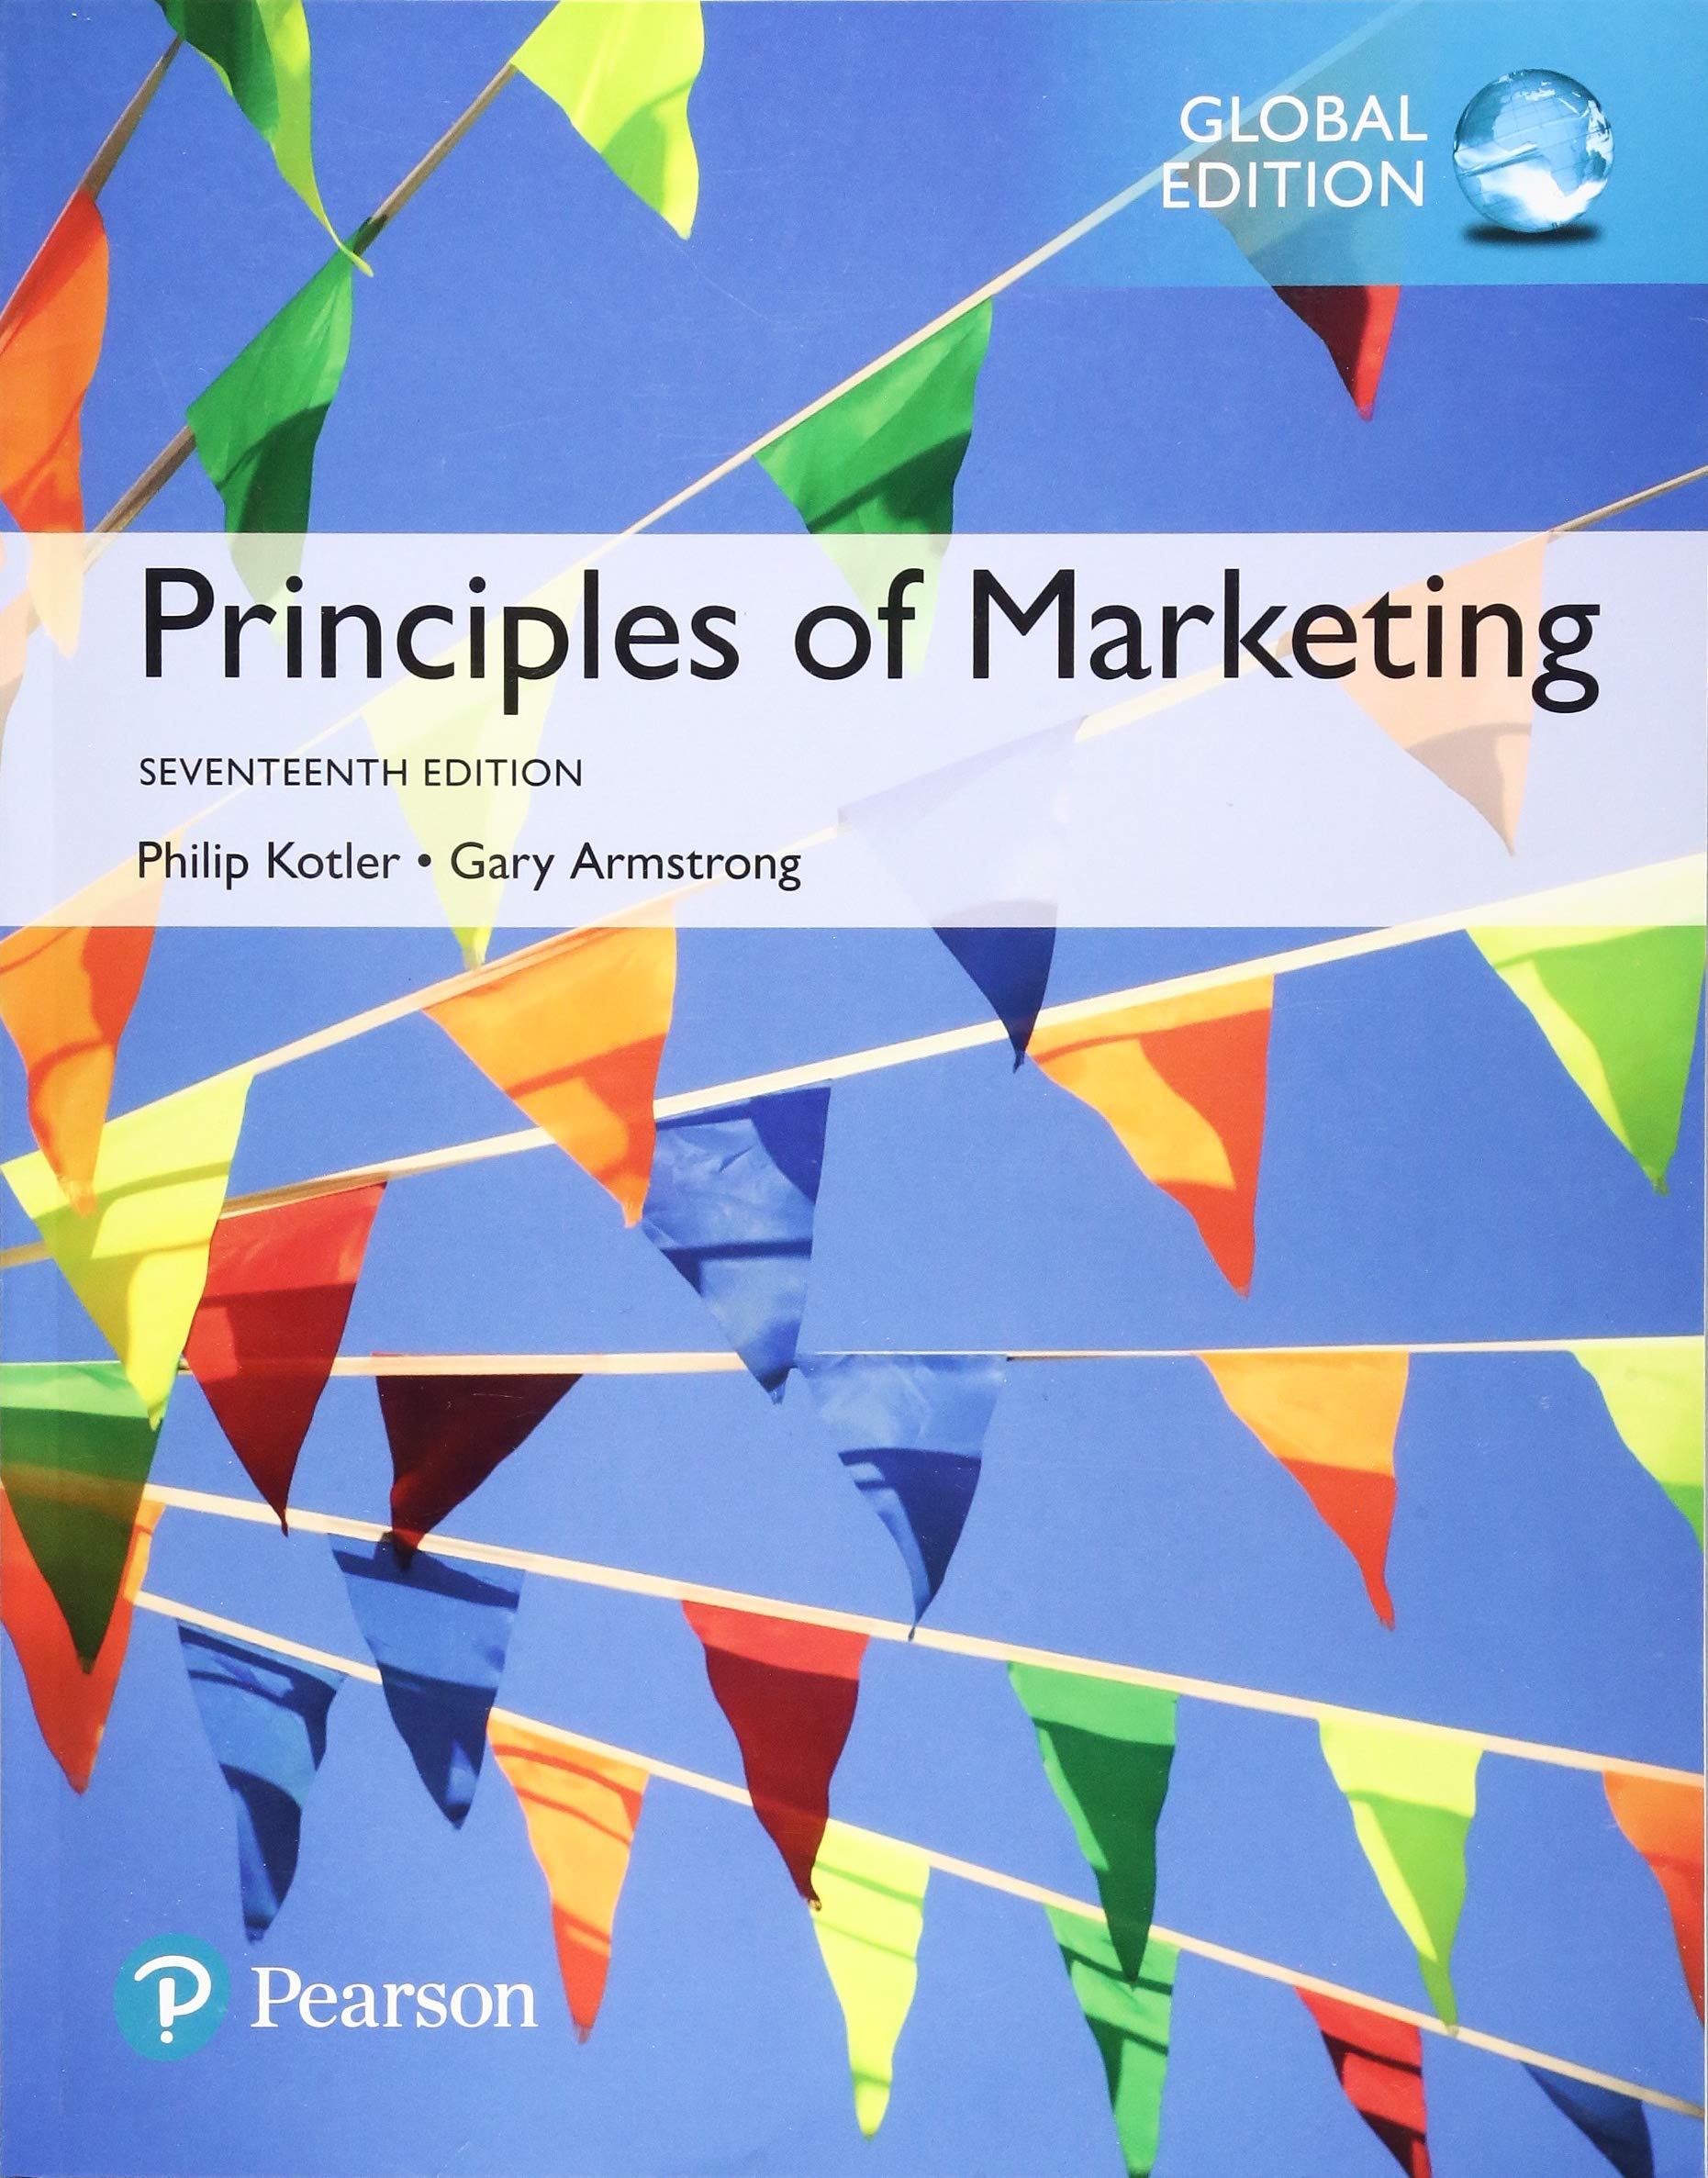 GLOBAL
EDITION
Principles of Marketing
SEVENTEENTH EDITION
Philip Kotler • Gary Armstrong
Pearson